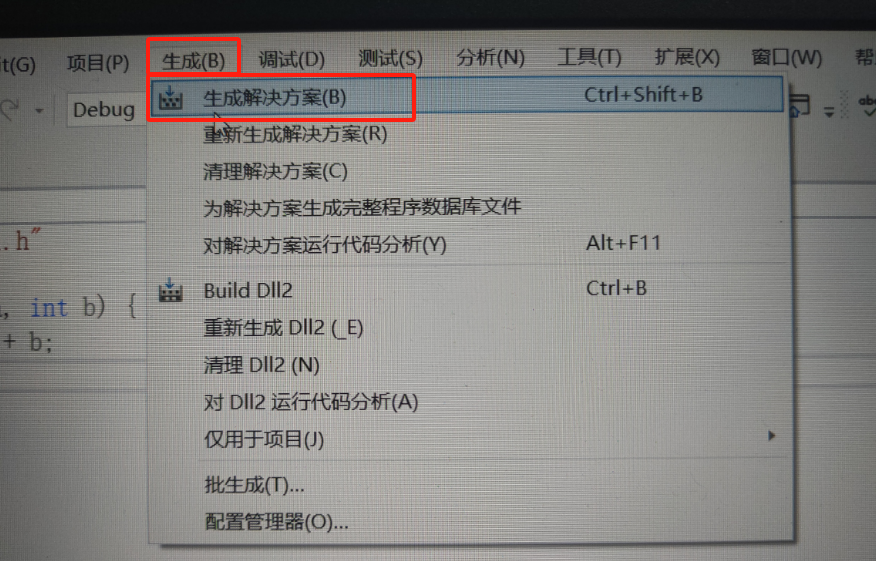 it(G) 项目(P) 生成(B) 调试(D) 测试(S) 分析(N) 工具(T) 扩展(X) 窗口(W) 帮
Debug
生成解决方案(B) Ctrl+Shift+B
重新生成解决方案(R)
清理解决方案(C)
为解决方案生成完整程序数据库文件
对解决方案运行代码分析(Y) Alt+F11
.h"
Build Dll2 Ctrl+B
, int b) {
重新生成 Dll2 (_E)
+ b;
清理 Dll2 (N)
对 Dll2 运行代码分析(A)
仅用于项目(J)
批生成(T)...
配置管理器(O)...